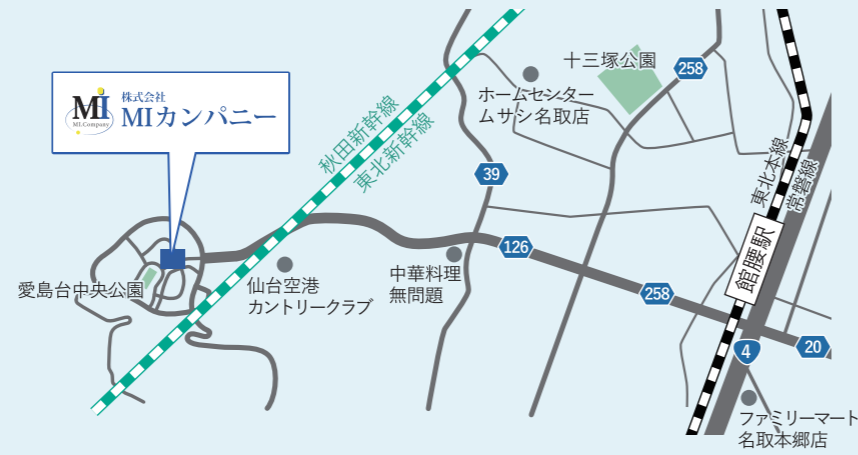 株式会社
MI
MI.Company
MIカンパニー
秋田新幹線
東北新幹線
十三塚公園
258
ホームセンター
ムサシ名取店
39
東北本線
常磐線
館腰駅
126
中華料理
無問題
仙台空港
カントリークラブ
愛島台中央公園
258
4
20
ファミリーマート
名取本郷店